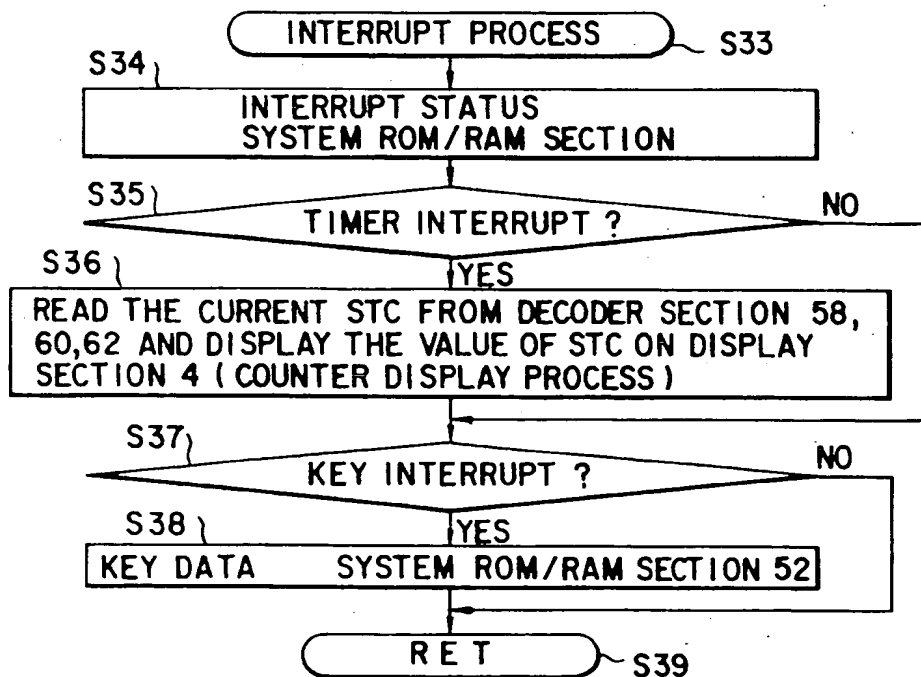 INTERRUPT PROCESS
S33
S34
INTERRUPT STATUS
SYSTEM ROM/RAM SECTION
S35
TIMER INTERRUPT ?
NO
S36
YES
READ THE CURRENT STC FROM DECODER SECTION 58,
60,62 AND DISPLAY THE VALUE OF STC ON DISPLAY
SECTION 4 (COUNTER DISPLAY PROCESS)
S37
KEY INTERRUPT ?
NO
S38
YES
KEY DATA SYSTEM ROM/RAM SECTION 52
RET
S39